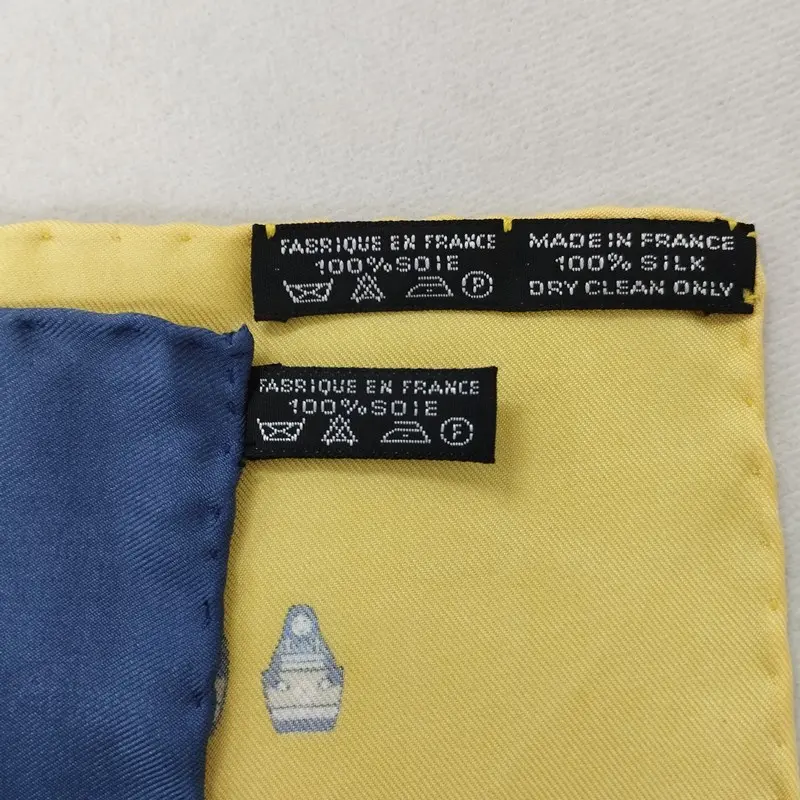 FABRIQUE EN FRANCE
100% SOIE
P
MADE IN FRANCE
100% SILK
DRY CLEAN ONLY
FABRIQUE EN FRANCE
100% SOIE
P